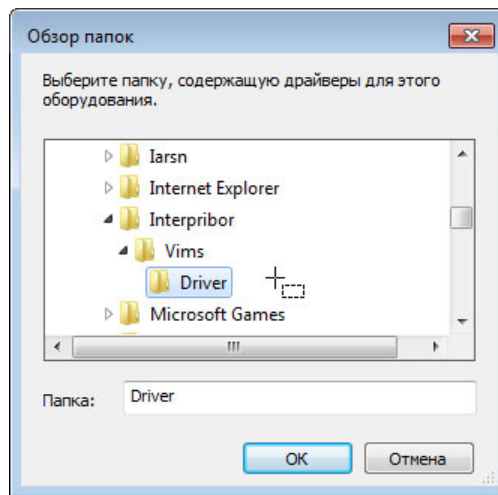 Обзор папок
Выберите папку, содержащую драйверы для этого
оборудования.
Iarsn
Internet Explorer
Interpribor
Vims
Driver
Microsoft Games
Папка:
Driver
OK
Отмена